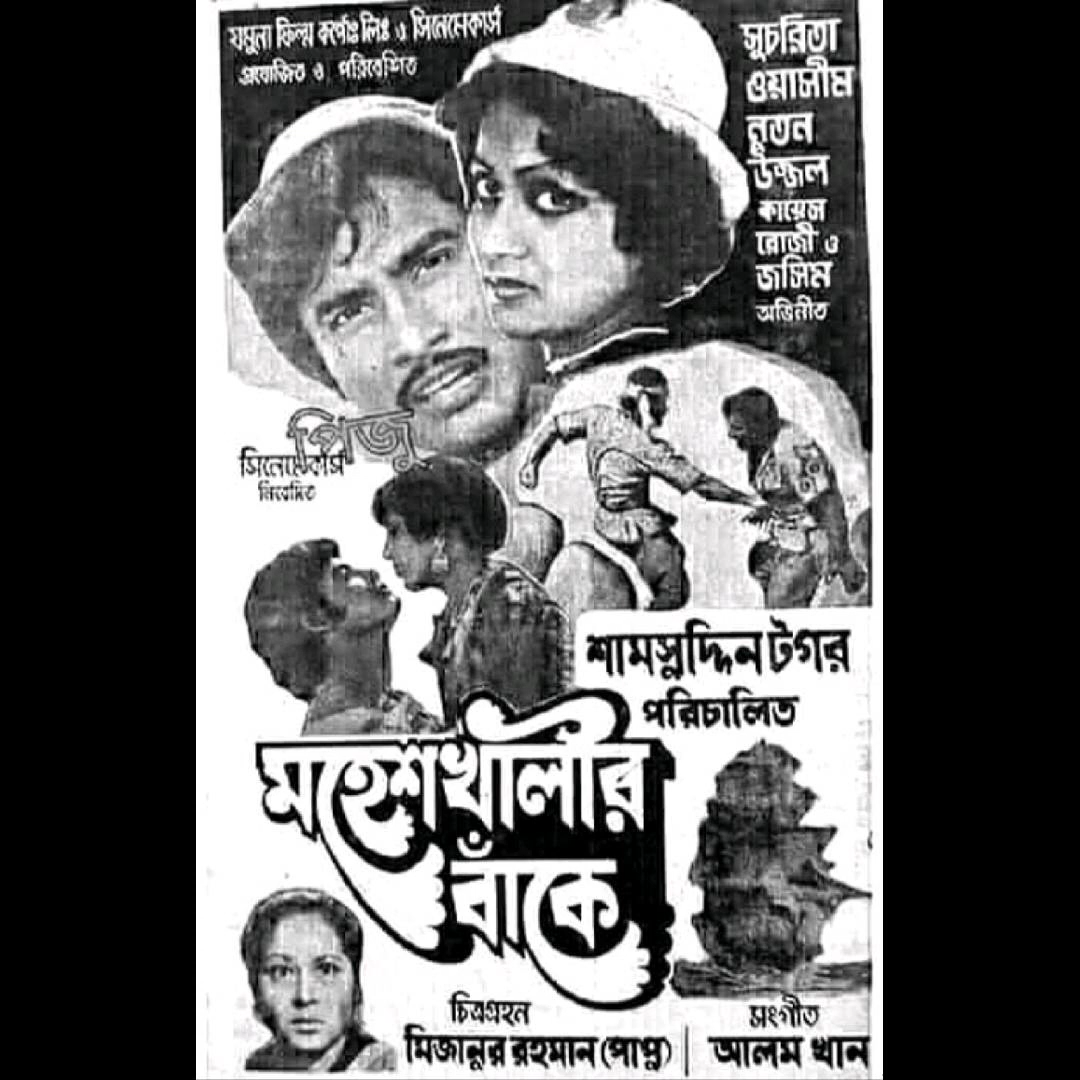 যমুনা ফিল্ম কর্পোঃ লিঃ ও সিনেমেকার্স
প্রযোজিত ও পরিবেশিত
সুচরিতা
ওয়াসীম
নুতন
উজ্জল
কায়েস
রোজী ও
জসিম
অভিনীত
পিজু
সিনেমেকার্স
নিবেদিত
শামসুদ্দিন টগর
পরিচালিত
মহেশখালীর
বাঁকে
চিত্রগ্রহন
মিজানুর রহমান (পাপ্পু)
সংগীত
আলম খান